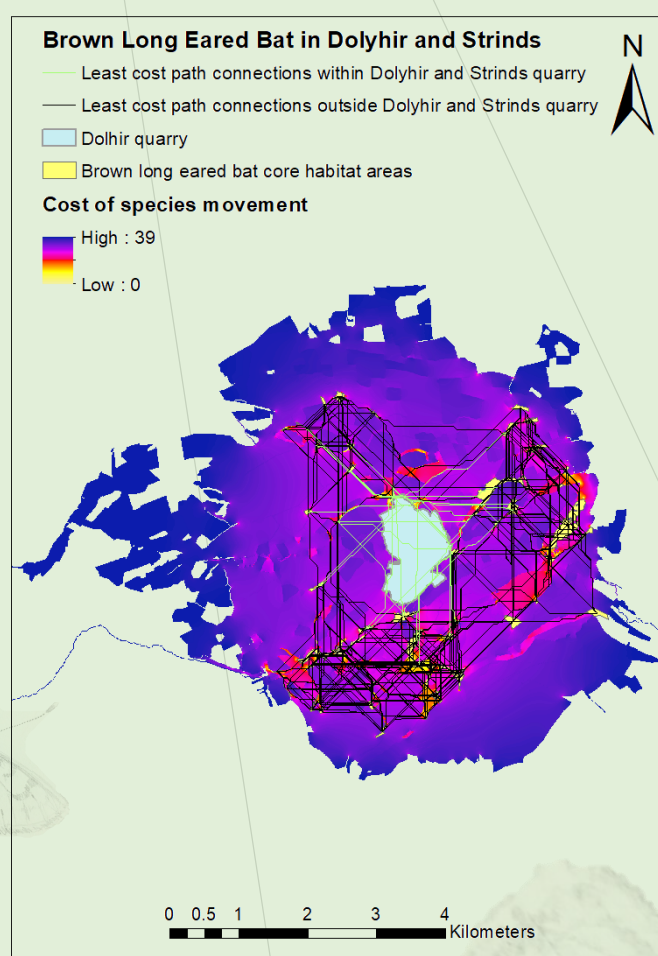 Brown Long Eared Bat in Dolyhir and Strinds
N
Least cost path connections within Dolyhir and Strinds quarry
Least cost path connections outside Dolyhir and Strinds quarry
Dolhir quarry
Brown long eared bat core habitat areas
Cost of species movement
High : 39
Low : 0
0 0.5 1 2 3 4
Kilometers